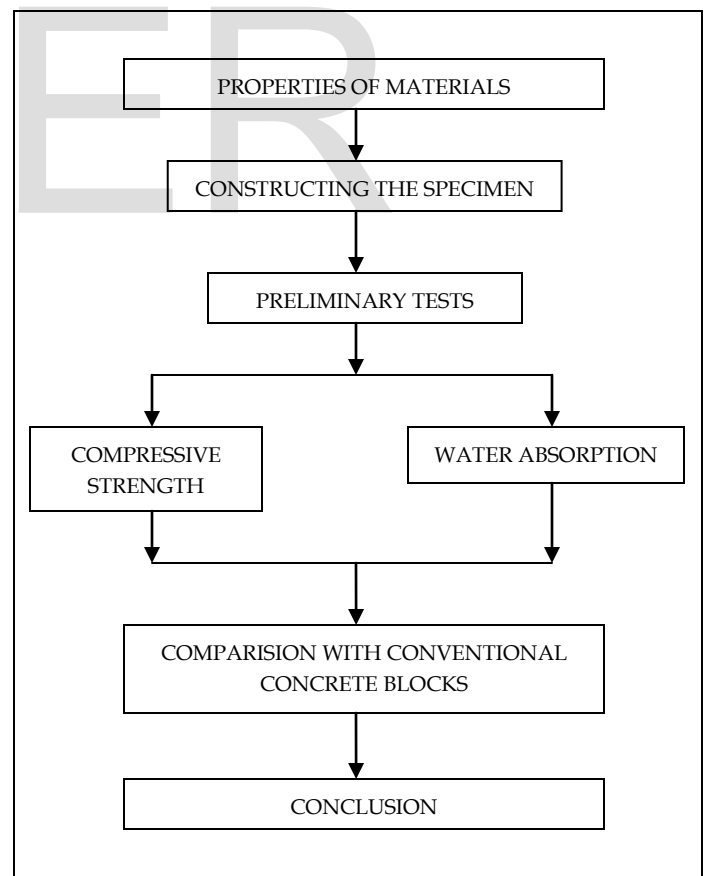 ER
PROPERTIES OF MATERIALS
CONSTRUCTING THE SPECIMEN
PRELIMINARY TESTS
COMPRESSIVE
STRENGTH
WATER ABSORPTION
COMPARISION WITH CONVENTIONAL
CONCRETE BLOCKS
CONCLUSION